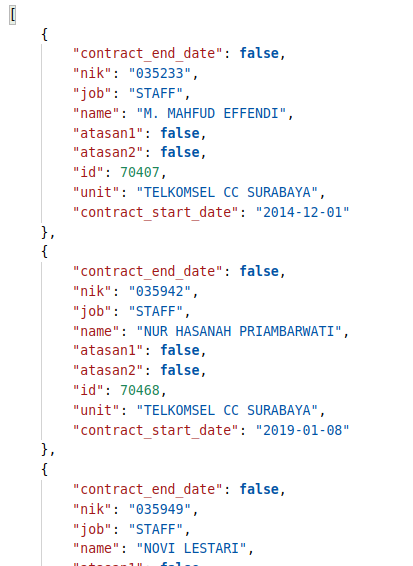 [
{
"contract_end_date": false,
"nik": "035233",
"job": "STAFF",
"name": "M. MAHFUD EFFENDI",
"atasan1": false,
"atasan2": false,
"id": 70407,
"unit": "TELKOMSEL CC SURABAYA",
"contract_start_date": "2014-12-01"
},
{
"contract_end_date": false,
"nik": "035942",
"job": "STAFF",
"name": "NUR HASANAH PRIAMBARWATI",
"atasan1": false,
"atasan2": false,
"id": 70468,
"unit": "TELKOMSEL CC SURABAYA",
"contract_start_date": "2019-01-08"
},
{
"contract_end_date": false,
"nik": "035949",
"job": "STAFF",
"name": "NOVI LESTARI",
"atasan1": false,